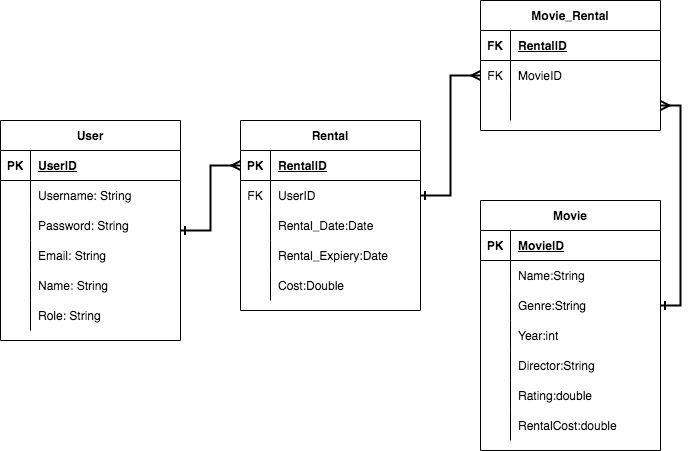 Movie_Rental
FK RentalID
FK MovieID
User
PK UserID
Username: String
Password: String
Email: String
Name: String
Role: String
Rental
PK RentalID
FK UserID
Rental_Date:Date
Rental_Expiery:Date
Cost:Double
Movie
PK MovieID
Name:String
Genre:String
Year:int
Director:String
Rating:double
RentalCost:double